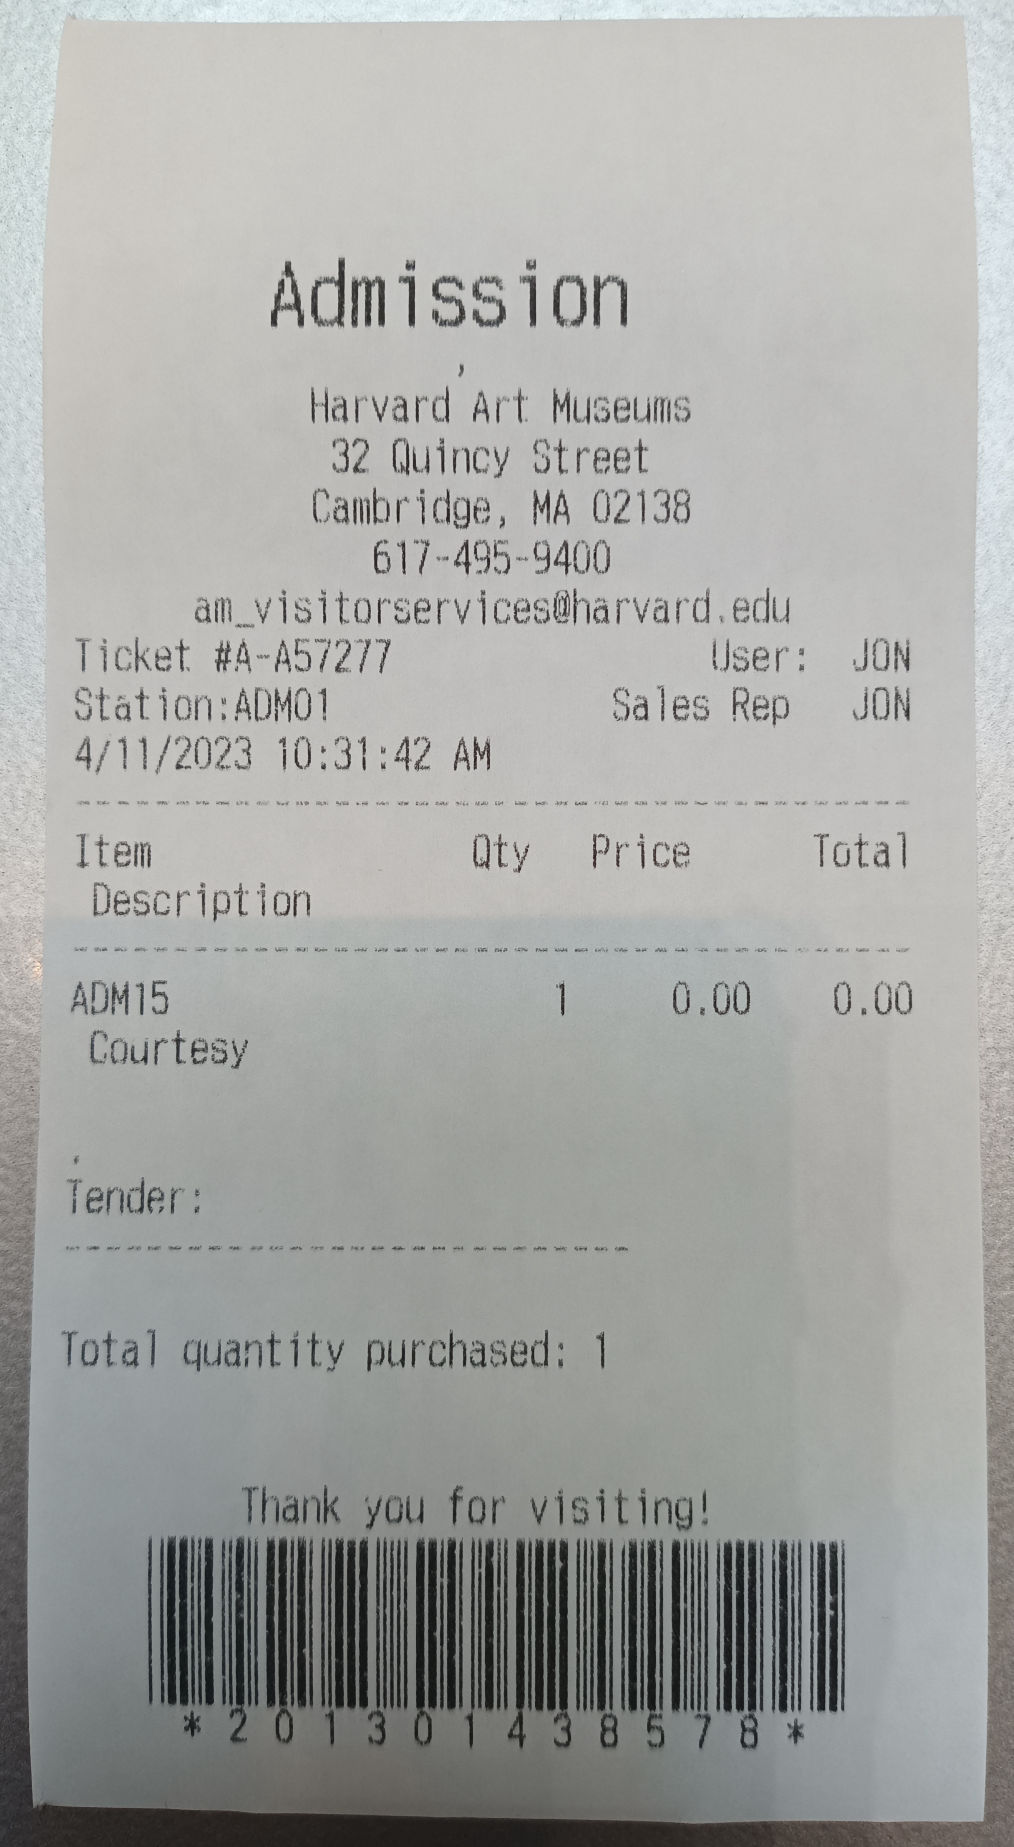 Admission
,
Harvard Art Museums
32 Quincy Street
Cambridge, MA 02138
617-495-9400
am_visitorservices@harvard.edu
Ticket #A-A57277 User: JON
Station:ADM01 Sales Rep JON
4/11/2023 10:31:42 AM
------------------------------------------
Item Qty Price Total
Description
------------------------------------------
ADM15 1 0.00 0.00
Courtesy
Tender:
----------------------------
Total quantity purchased: 1
Thank you for visiting!
*201301438578*